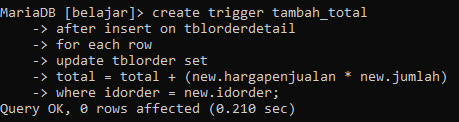 MariaDB [belajar]> create trigger tambah_total
    -> after insert on tblorderdetail
    -> for each row
    -> update tblorder set
    -> total = total + (new.hargapenjualan * new.jumlah)
    -> where idorder = new.idorder;
Query OK, 0 rows affected (0.210 sec)